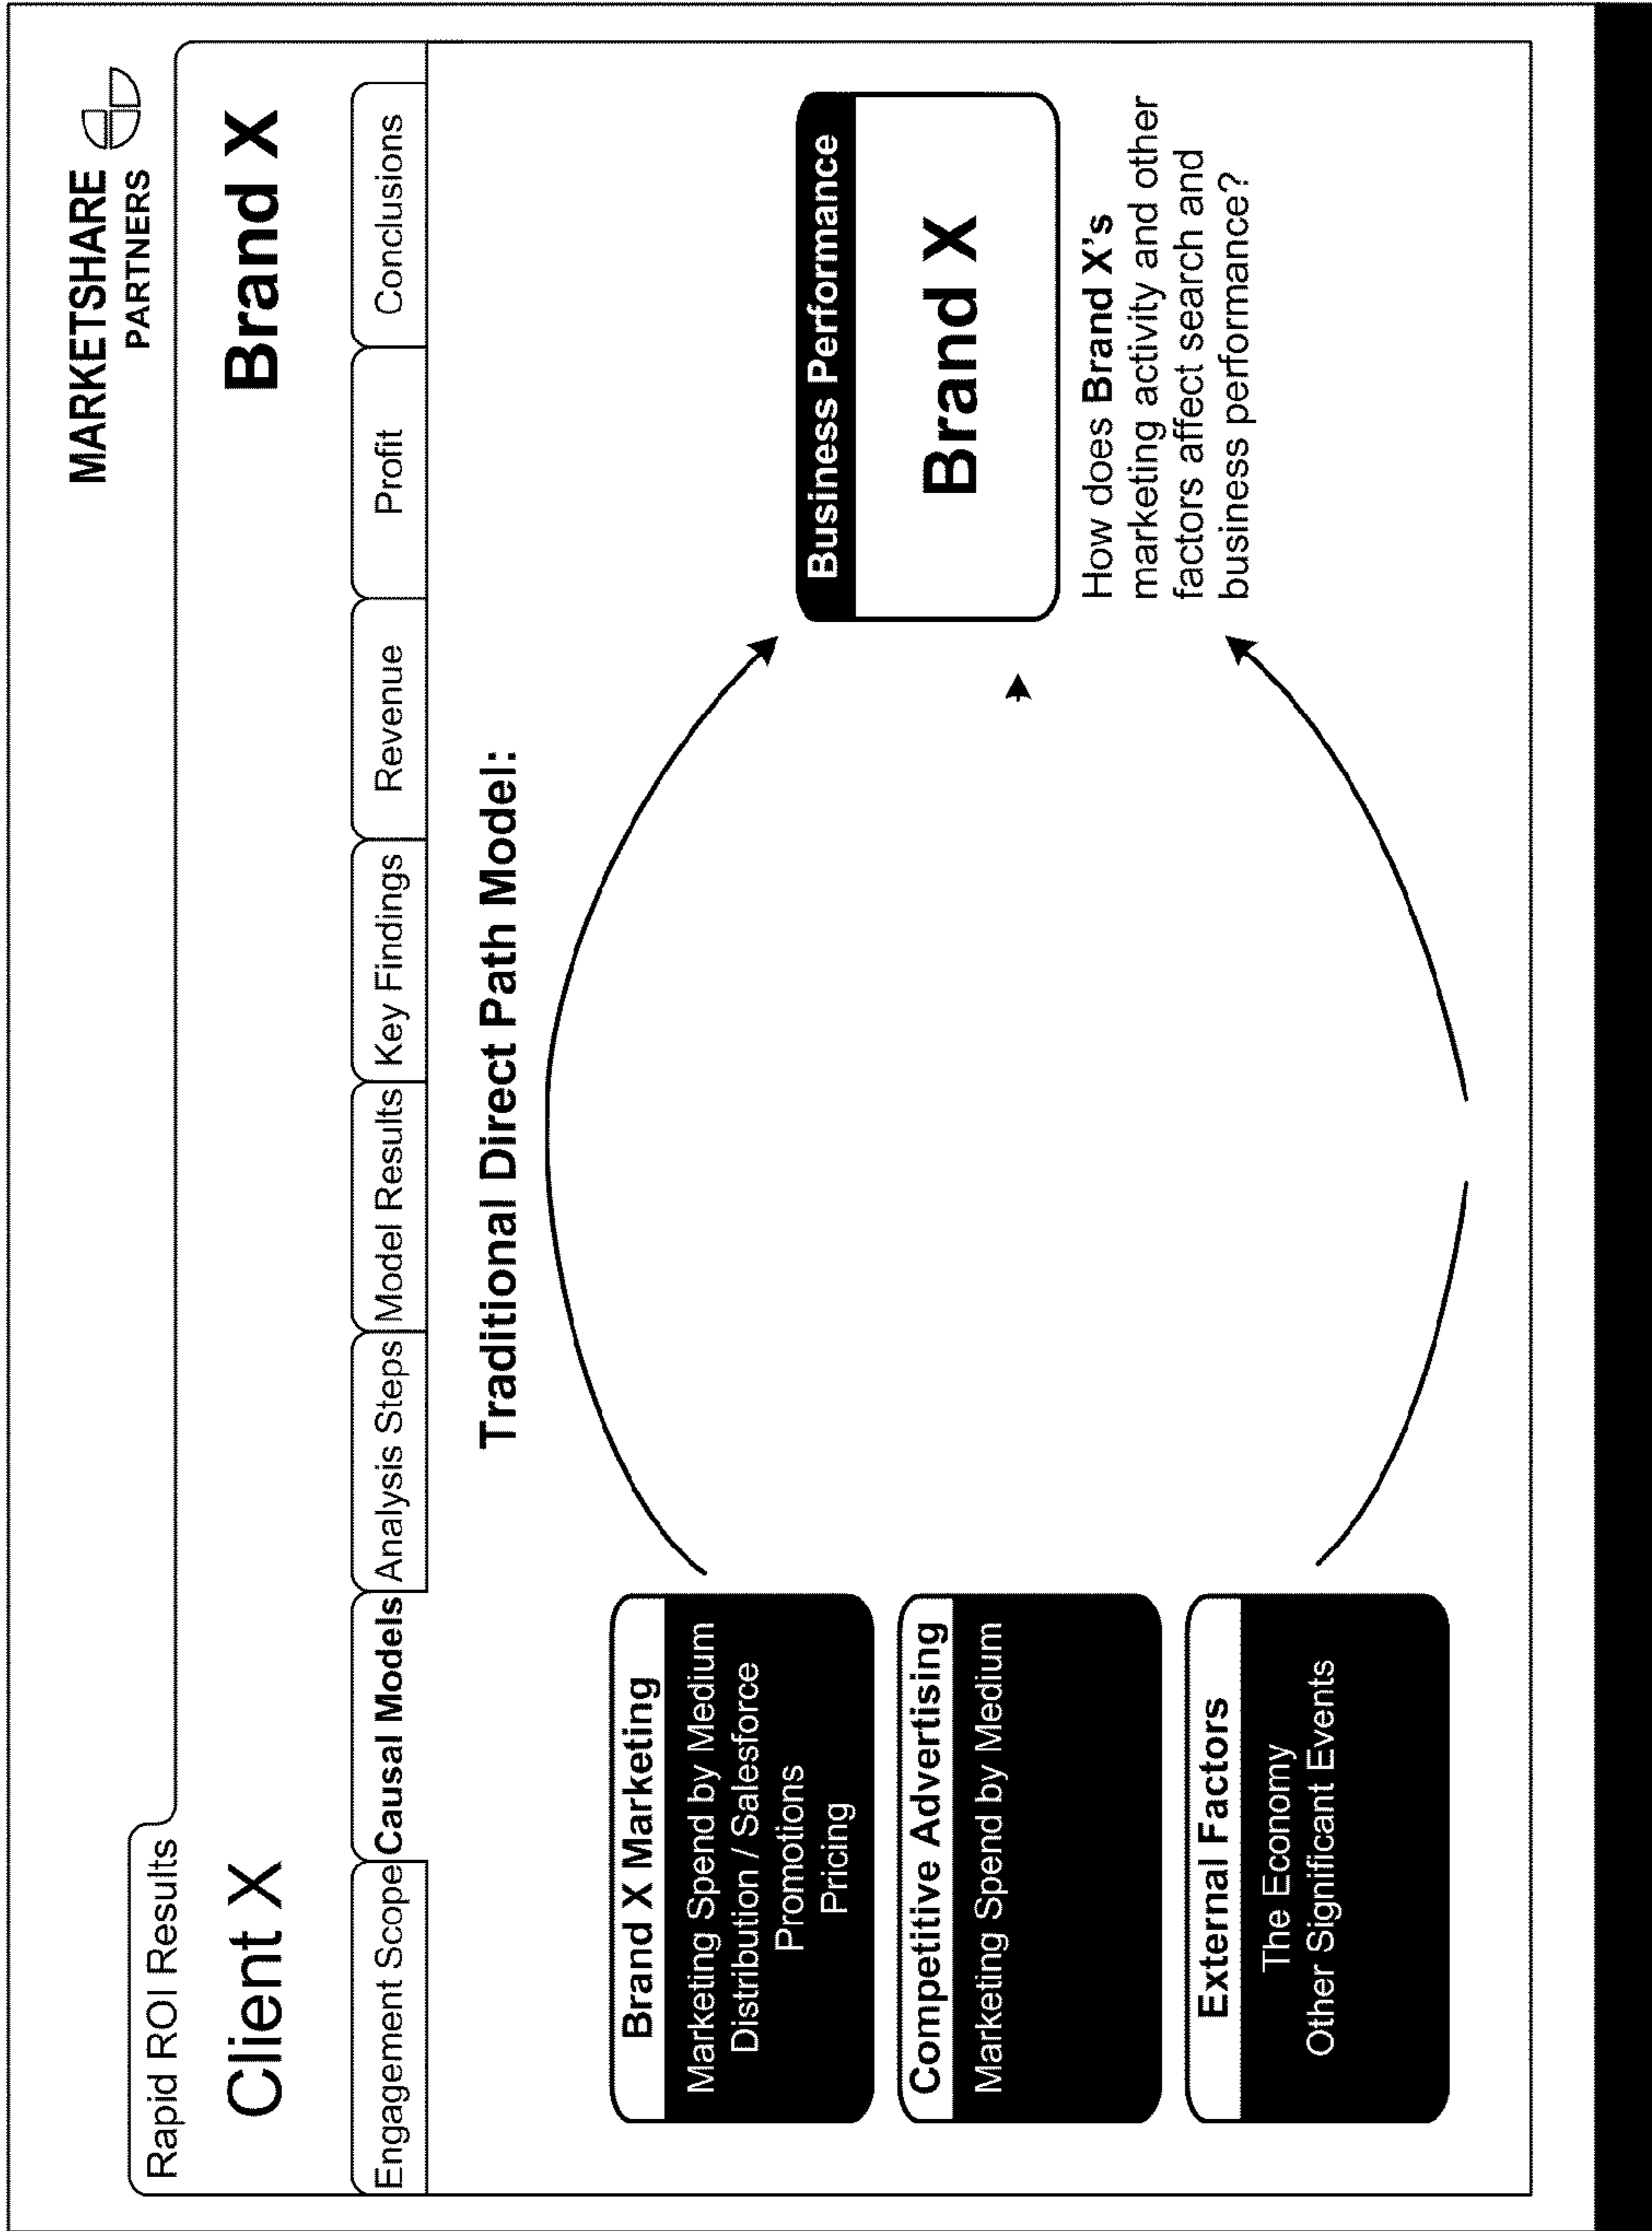 MARKETSHARE
PARTNERS
Rapid ROI Results
Client X
Brand X
Engagement Scope
Causal Models
Analysis Steps
Model Results
Key Findings
Revenue
Profit
Conclusions
Traditional Direct Path Model:
Brand X Marketing
Marketing Spend by Medium
Distribution / Salesforce
Promotions
Pricing
Competitive Advertising
Marketing Spend by Medium
External Factors
The Economy
Other Significant Events
Business Performance
Brand X
How does Brand X's
marketing activity and other
factors affect search and
business performance?